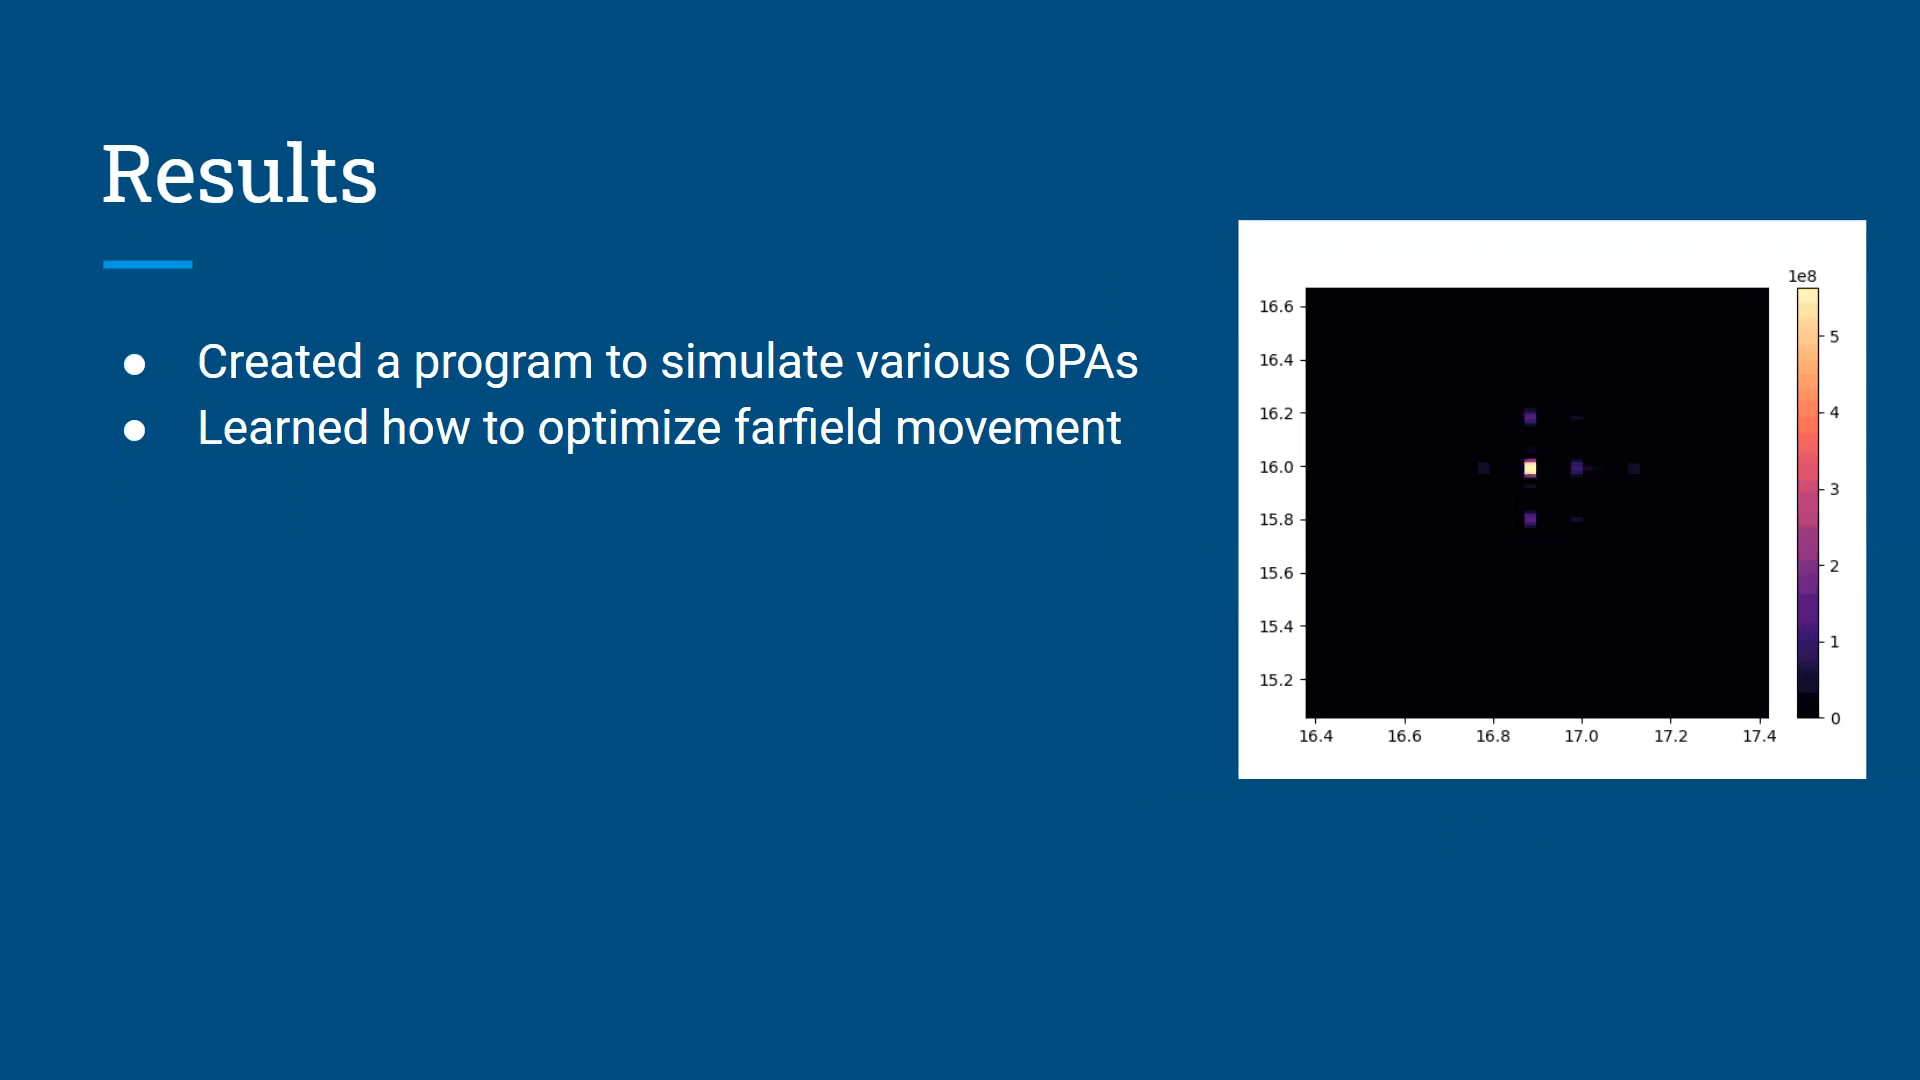 Results
● Created a program to simulate various OPAs
● Learned how to optimize farfield movement
1e8
16.6
16.4
16.2
16.0
15.8
15.6
15.4
15.2
16.4 16.6 16.8 17.0 17.2 17.4
5
4
3
2
1
0